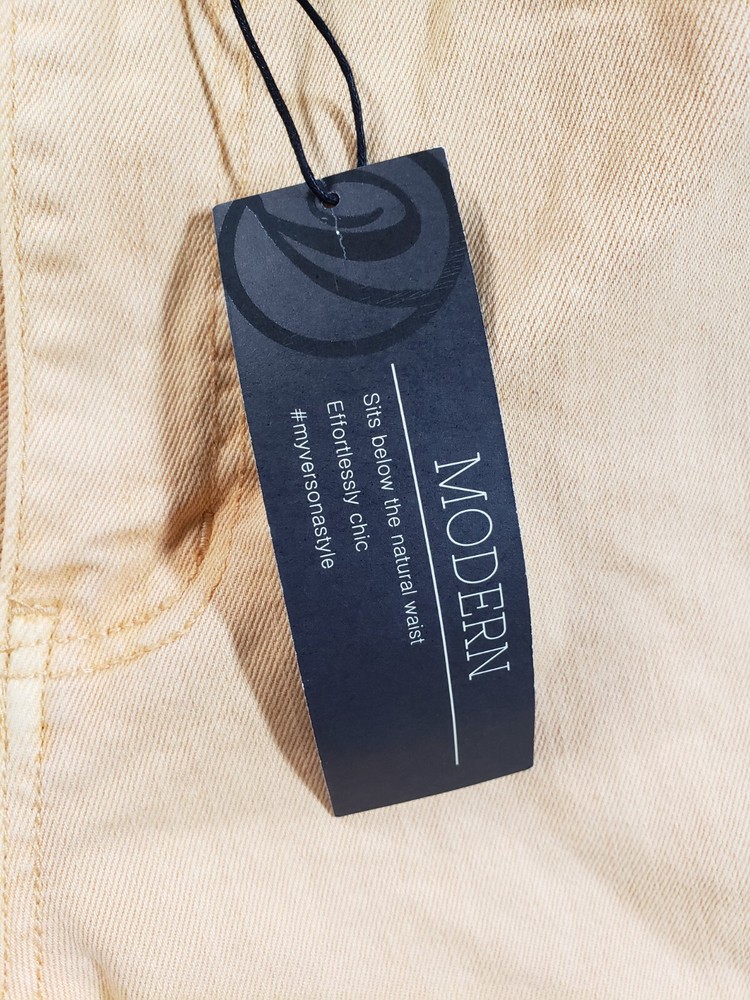 MODERN
Sits below the natural waist
Effortlessly chic
#myversonastyle